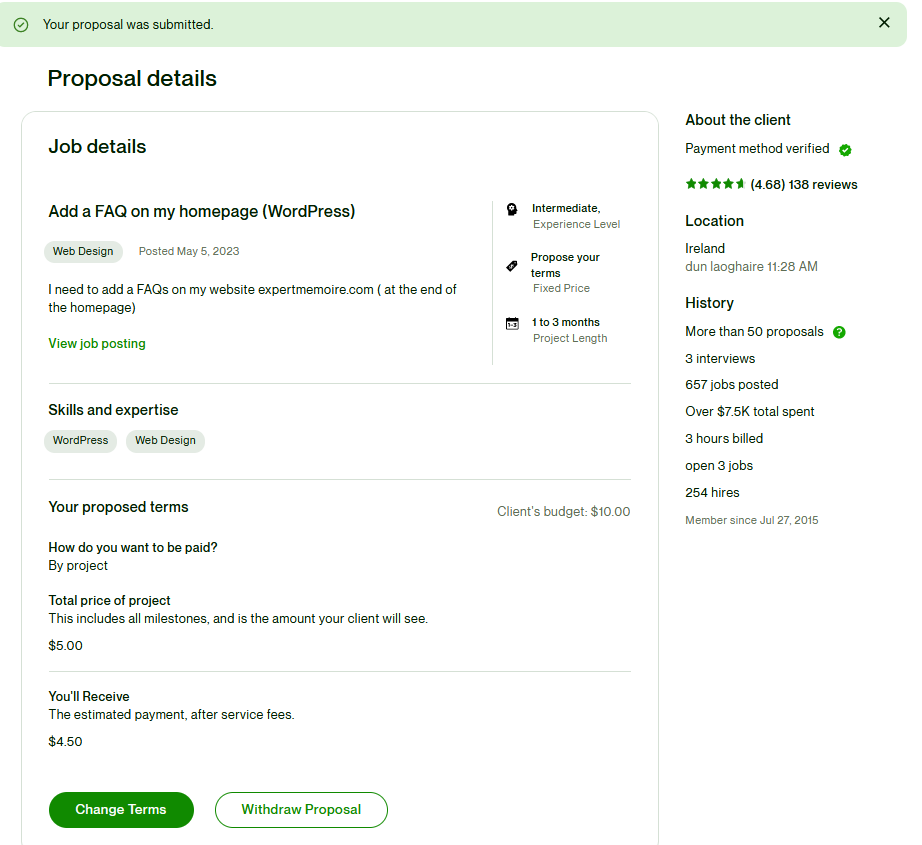 Your proposal was submitted.
Proposal details
Job details
Add a FAQ on my homepage (WordPress)
Web Design
Posted May 5, 2023
I need to add a FAQs on my website expertmemoire.com ( at the end of
the homepage)
View job posting
Intermediate,
Experience Level
Propose your
terms
Fixed Price
1-3
1 to 3 months
Project Length
Skills and expertise
WordPress
Web Design
Your proposed terms
Client's budget: $10.00
How do you want to be paid?
By project
Total price of project
This includes all milestones, and is the amount your client will see.
$5.00
You'll Receive
The estimated payment, after service fees.
$4.50
Change Terms
Withdraw Proposal
About the client
Payment method verified
(4.68) 138 reviews
Location
Ireland
dun laoghaire 11:28 AM
History
More than 50 proposals
?
3 interviews
657 jobs posted
Over $7.5K total spent
3 hours billed
open 3 jobs
254 hires
Member since Jul 27, 2015